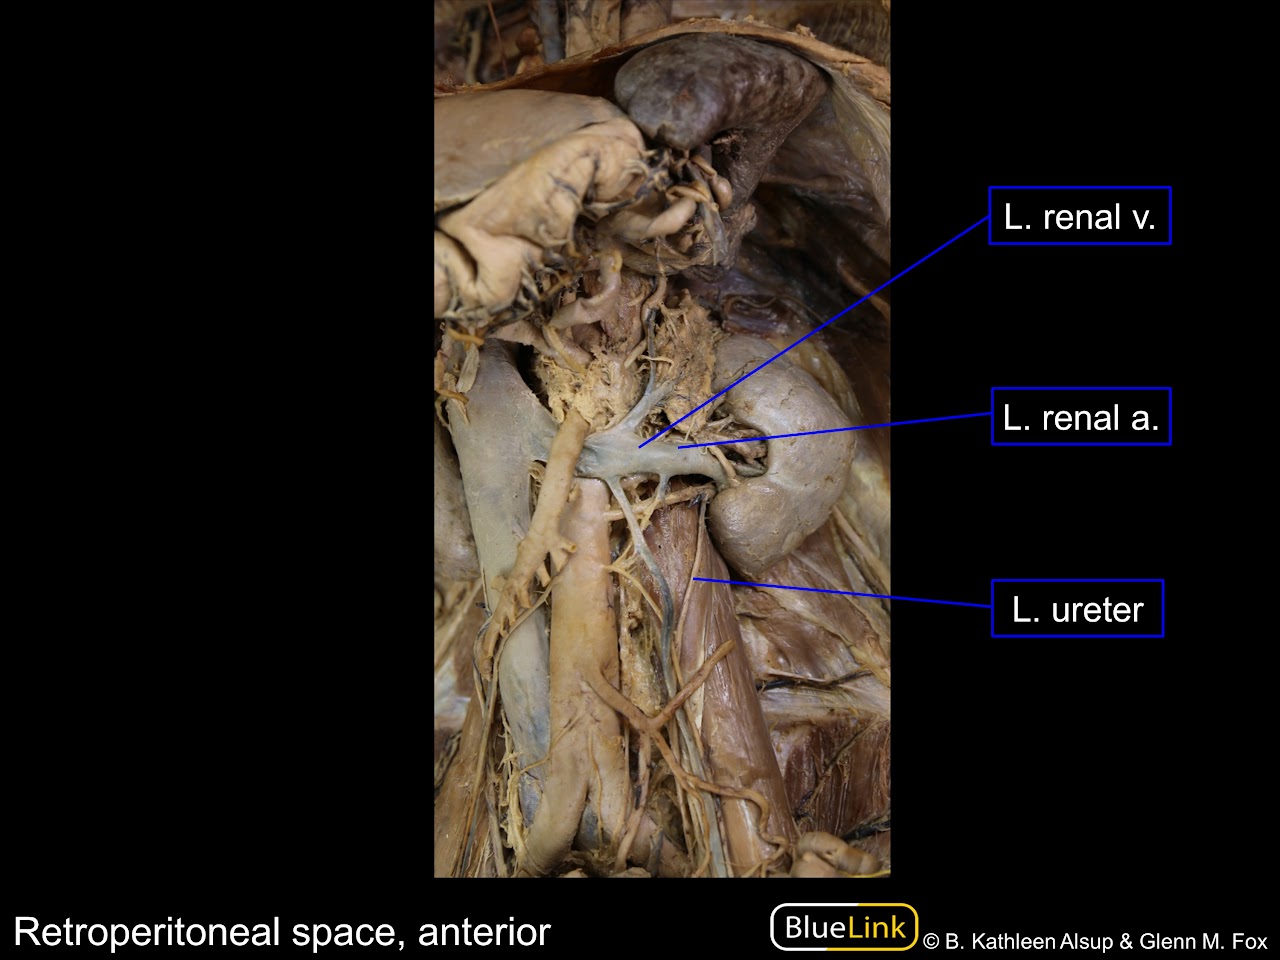 L. renal v.
L. renal a.
L. ureter
Retroperitoneal space, anterior
BlueLink
© B. Kathleen Alsup & Glenn M. Fox